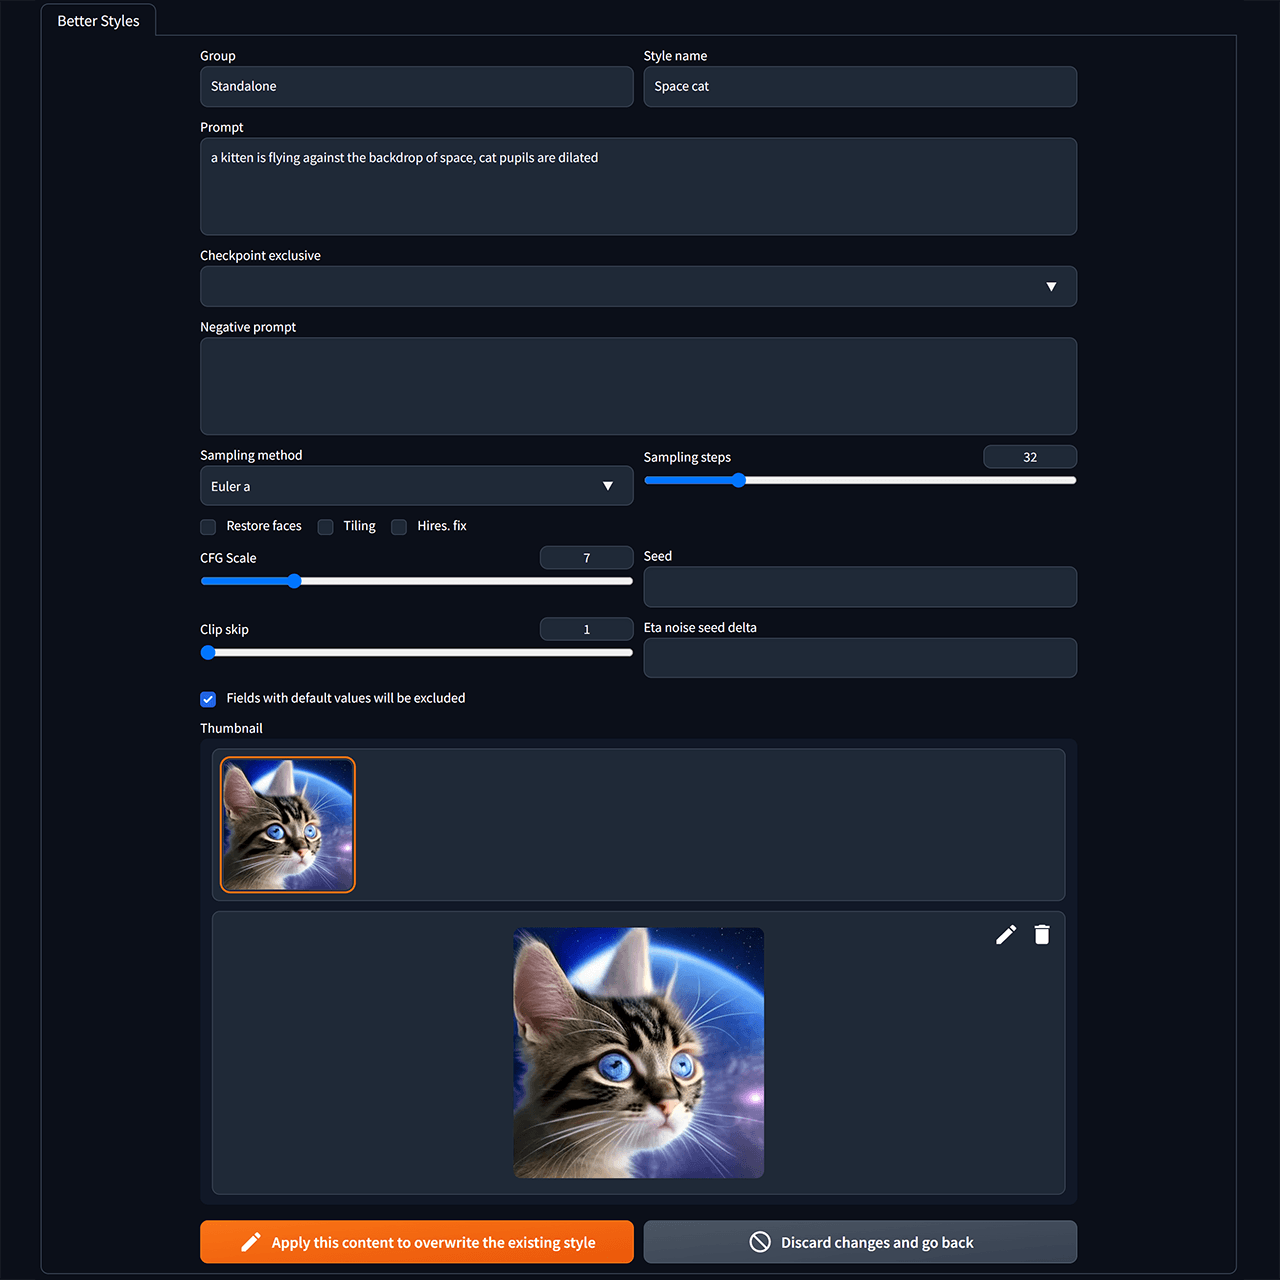 Better Styles
Group
Style name
Standalone
Space cat
Prompt
a kitten is flying against the backdrop of space, cat pupils are dilated
Checkpoint exclusive
Negative prompt
Sampling method
Sampling steps
32
Euler a
Restore faces
Tiling
Hires. fix
CFG Scale
7
Seed
Clip skip
1
Eta noise seed delta
Fields with default values will be excluded
Thumbnail
Apply this content to overwrite the existing style
Discard changes and go back